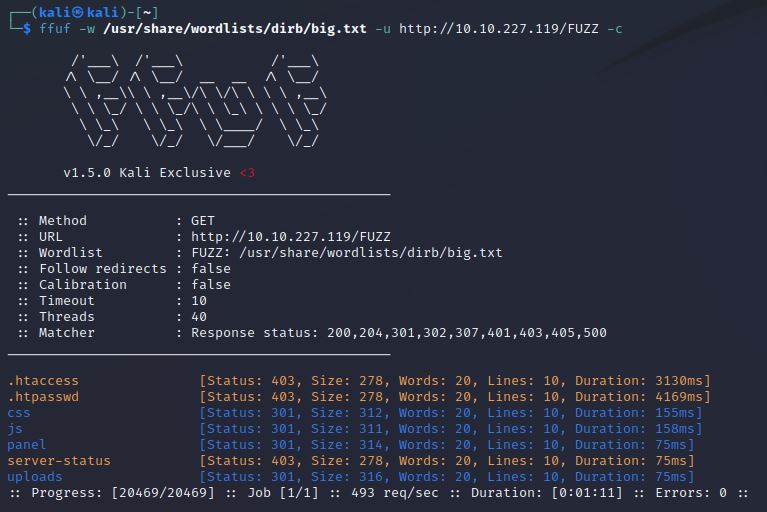 ┌──(kali㉿kali)-[~]
└─$ ffuf -w /usr/share/wordlists/dirb/big.txt -u http://10.10.227.119/FUZZ -c
v1.5.0 Kali Exclusive <3
:: Method : GET
:: URL : http://10.10.227.119/FUZZ
:: Wordlist : FUZZ: /usr/share/wordlists/dirb/big.txt
:: Follow redirects : false
:: Calibration : false
:: Timeout : 10
:: Threads : 40
:: Matcher : Response status: 200,204,301,302,307,401,403,405,500
.htaccess [Status: 403, Size: 278, Words: 20, Lines: 10, Duration: 3130ms]
.htpasswd [Status: 403, Size: 278, Words: 20, Lines: 10, Duration: 4169ms]
css [Status: 301, Size: 312, Words: 20, Lines: 10, Duration: 155ms]
js [Status: 301, Size: 311, Words: 20, Lines: 10, Duration: 158ms]
panel [Status: 301, Size: 314, Words: 20, Lines: 10, Duration: 75ms]
server-status [Status: 403, Size: 278, Words: 20, Lines: 10, Duration: 75ms]
uploads [Status: 301, Size: 316, Words: 20, Lines: 10, Duration: 75ms]
:: Progress: [20469/20469] :: Job [1/1] :: 493 req/sec :: Duration: [0:01:11] :: Errors: 0 ::